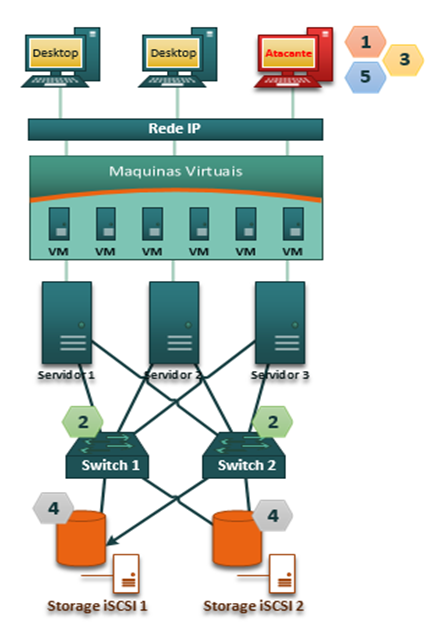 Desktop
Desktop
Atacante
1
3
5
Rede IP
Maquinas Virtuais
VM
VM
VM
VM
VM
VM
Servidor 1
Servidor 2
Servidor 3
2
2
Switch 1
Switch 2
4
4
Storage iSCSI 1
Storage iSCSI 2